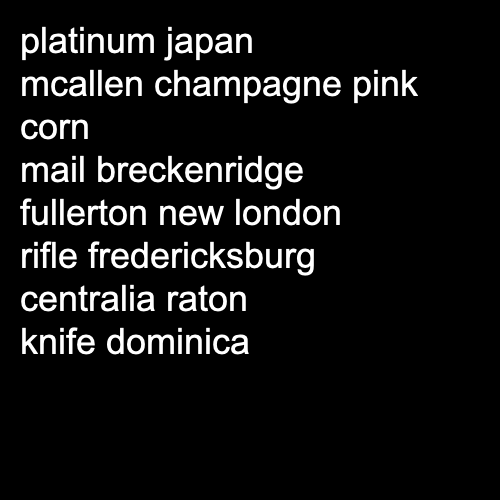 platinum japan
mcallen champagne pink
corn
mail breckenridge
fullerton new london
rifle fredericksburg
centralia raton
knife dominica